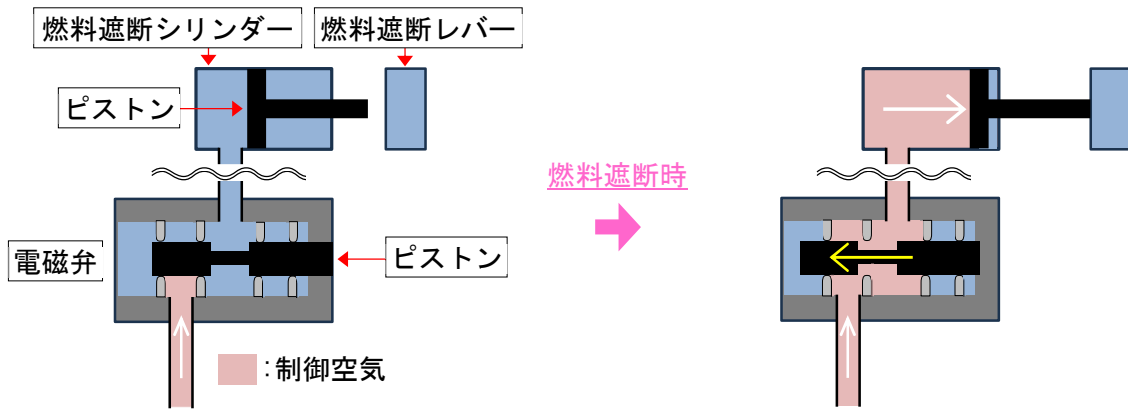 燃料遮断シリンダー
燃料遮断レバー
ピストン
燃料遮断時
電磁弁
ピストン
:制御空気